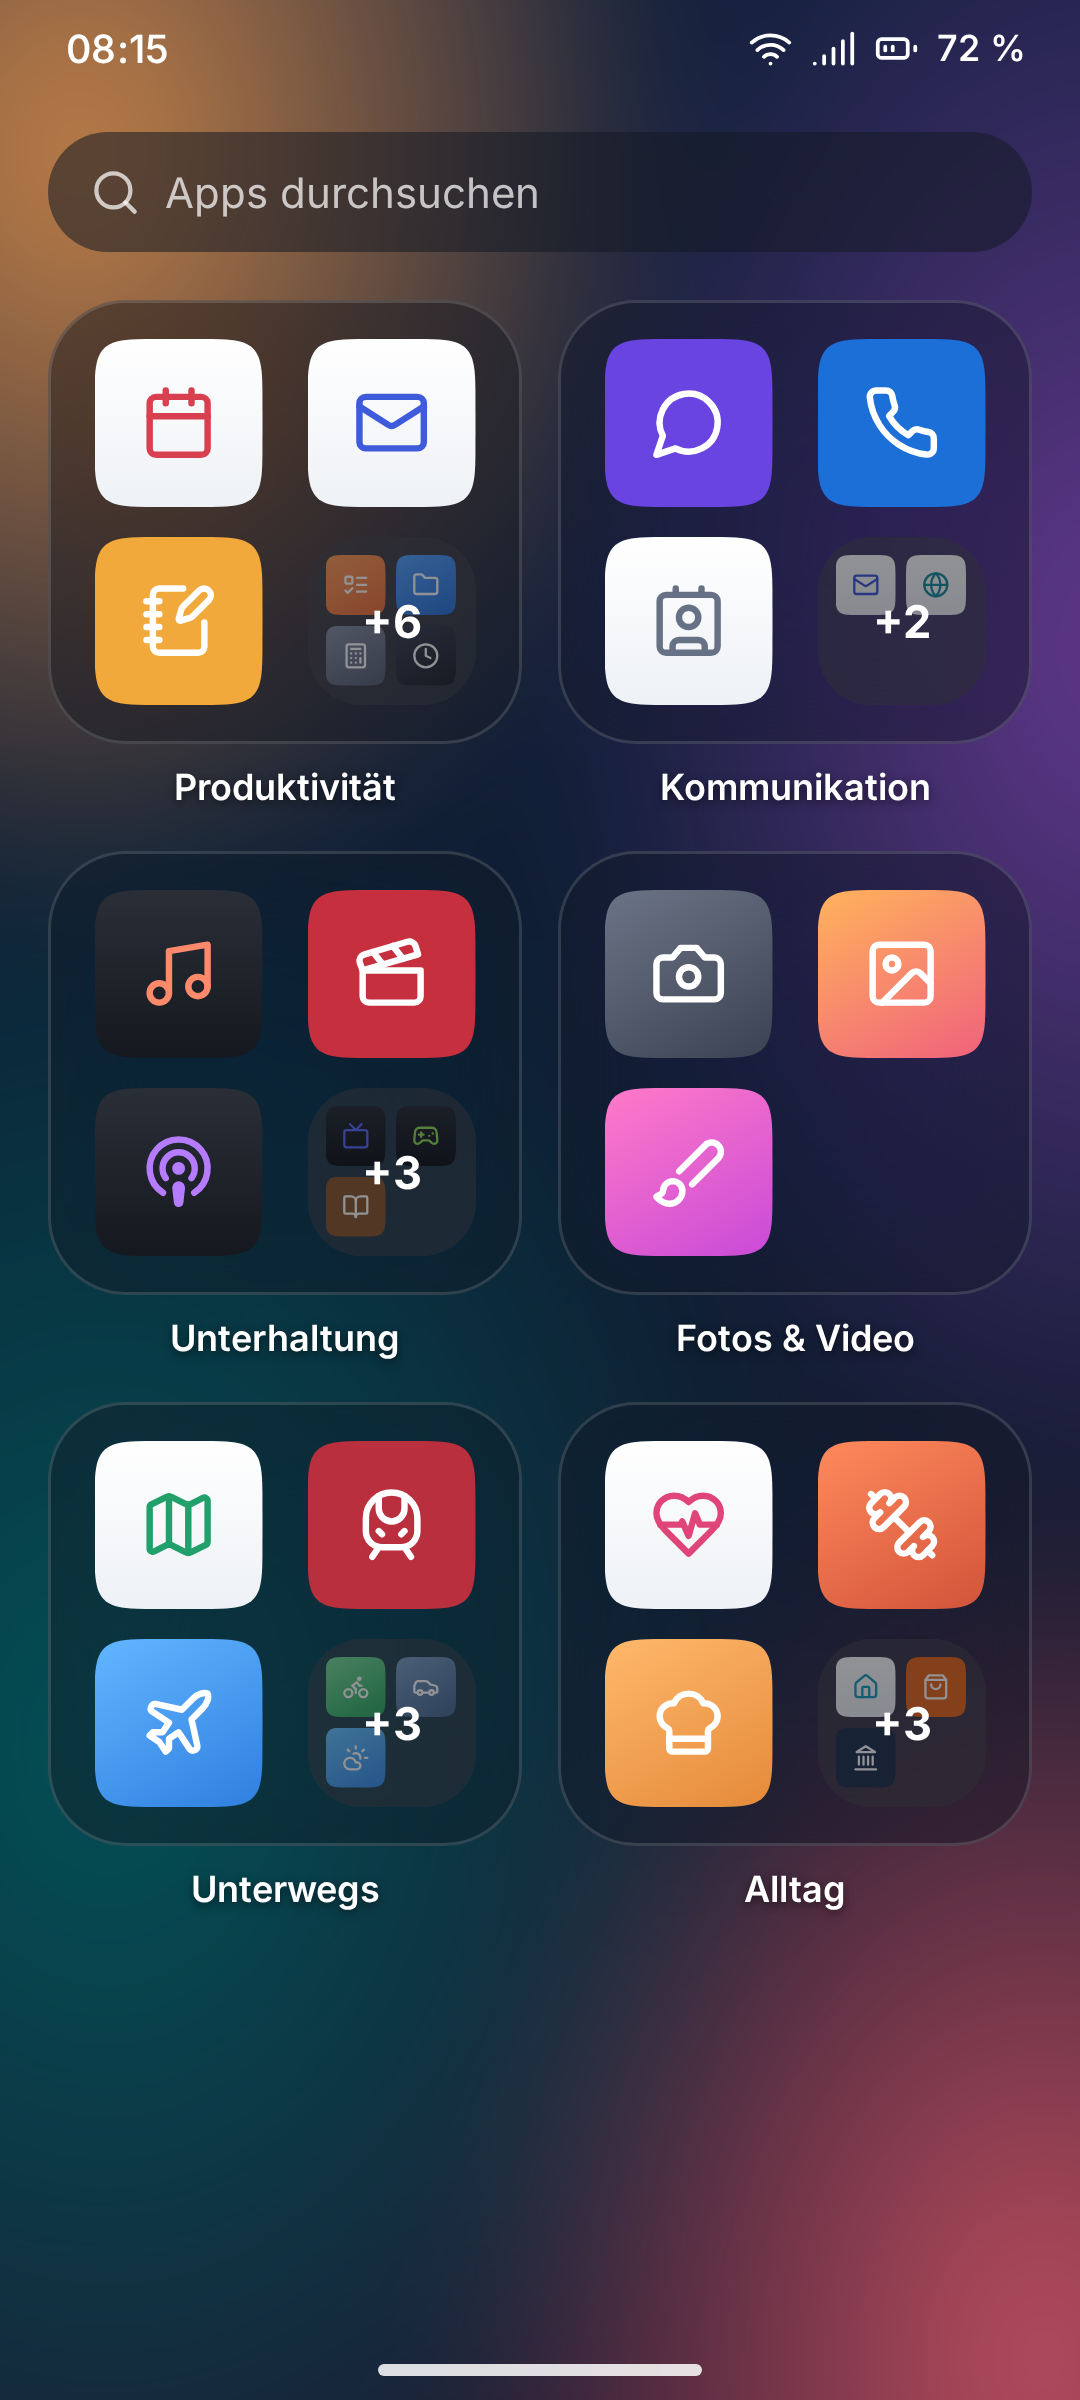 08:15
72 %
Apps durchsuchen
+6
+2
Produktivität
Kommunikation
+3
Unterhaltung
Fotos & Video
+3
+3
Unterwegs
Alltag